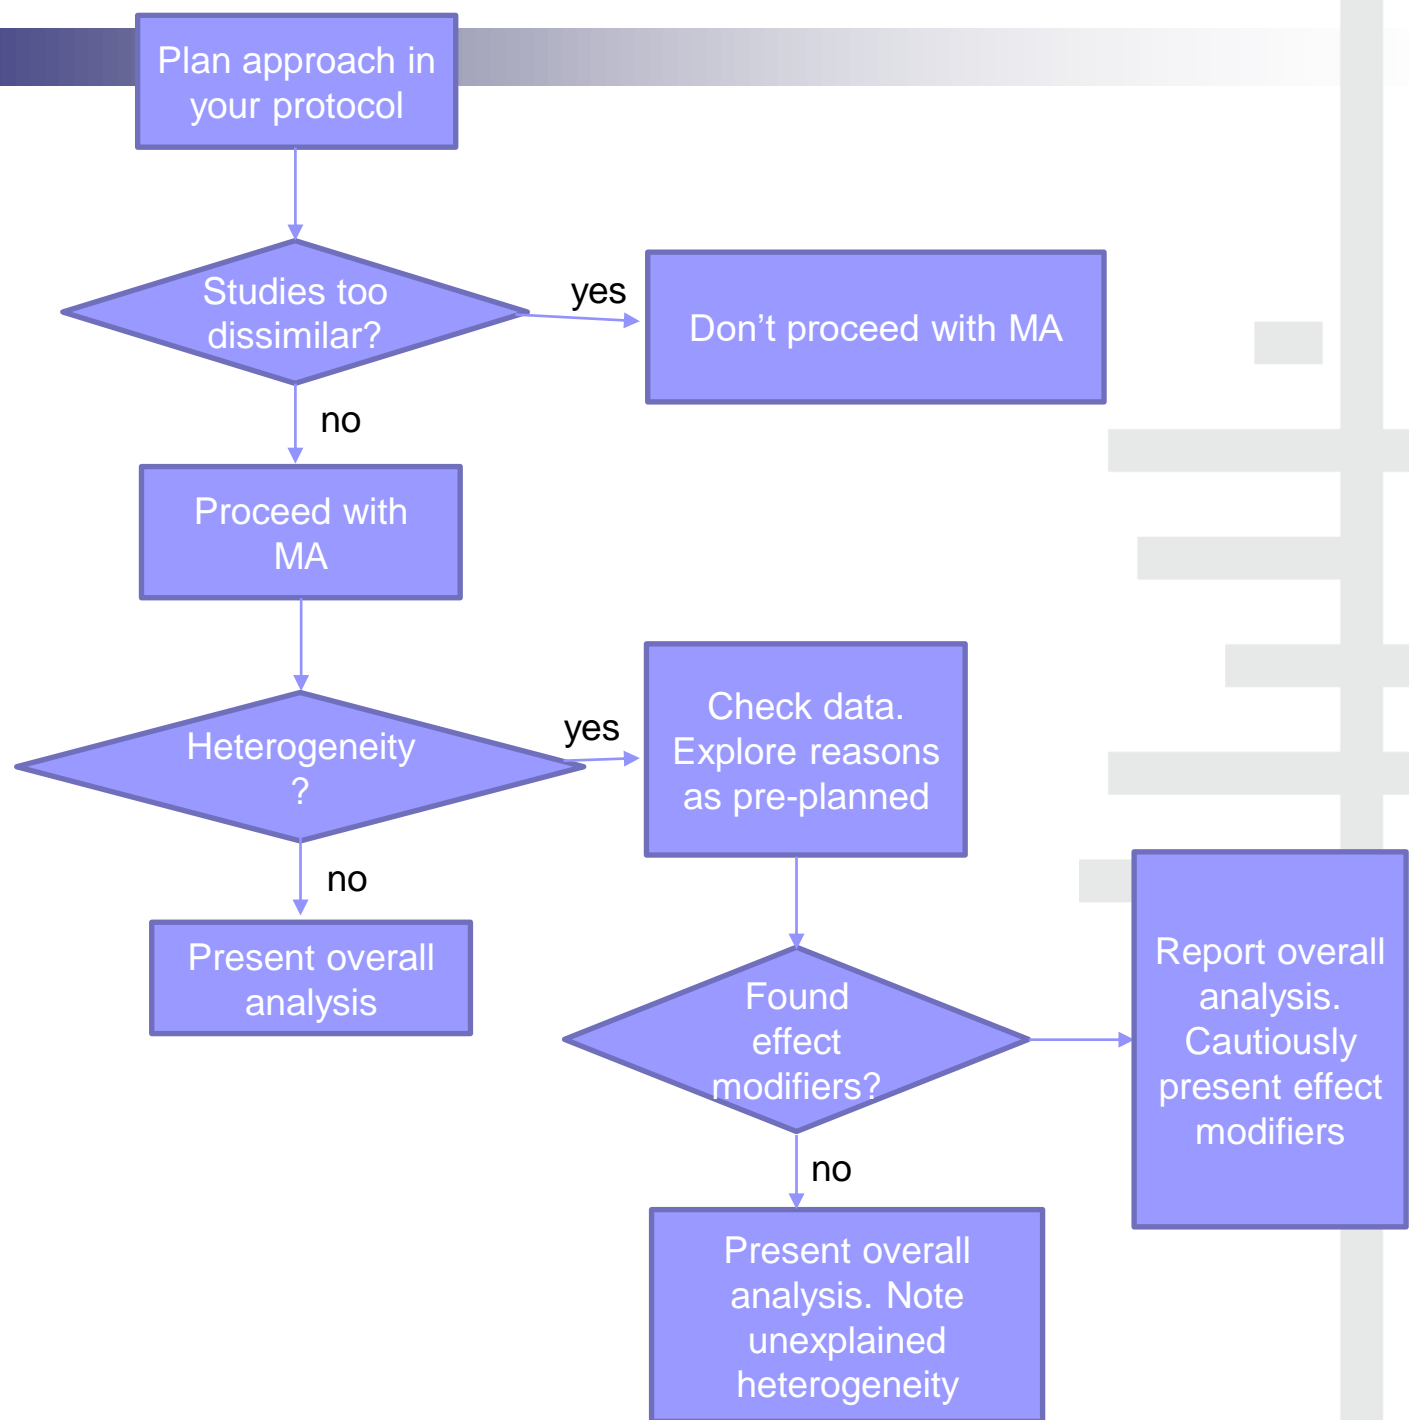 Plan approach in
your protocol
Studies too
dissimilar?
yes
Don’t proceed with MA
no
Proceed with
MA
Heterogeneity
?
yes
Check data.
Explore reasons
as pre-planned
no
Present overall
analysis
Found
effect
modifiers?
Report overall
analysis.
Cautiously
present effect
modifiers
no
Present overall
analysis. Note
unexplained
heterogeneity